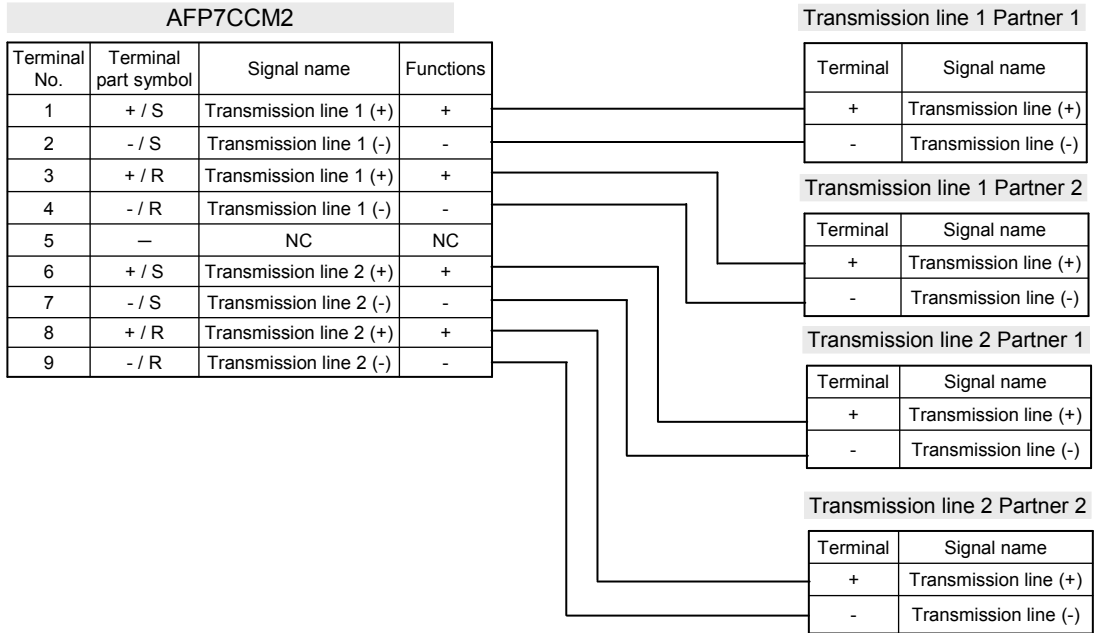 AFP7CCM2
Terminal No. Terminal part symbol Signal name Functions
1 + / S Transmission line 1 (+) +
2 - / S Transmission line 1 (-) -
3 + / R Transmission line 1 (+) +
4 - / R Transmission line 1 (-) -
5 — NC NC
6 + / S Transmission line 2 (+) +
7 - / S Transmission line 2 (-) -
8 + / R Transmission line 2 (+) +
9 - / R Transmission line 2 (-) -
Transmission line 1 Partner 1
Terminal Signal name
+ Transmission line (+)
- Transmission line (-)
Transmission line 1 Partner 2
Terminal Signal name
+ Transmission line (+)
- Transmission line (-)
Transmission line 2 Partner 1
Terminal Signal name
+ Transmission line (+)
- Transmission line (-)
Transmission line 2 Partner 2
Terminal Signal name
+ Transmission line (+)
- Transmission line (-)